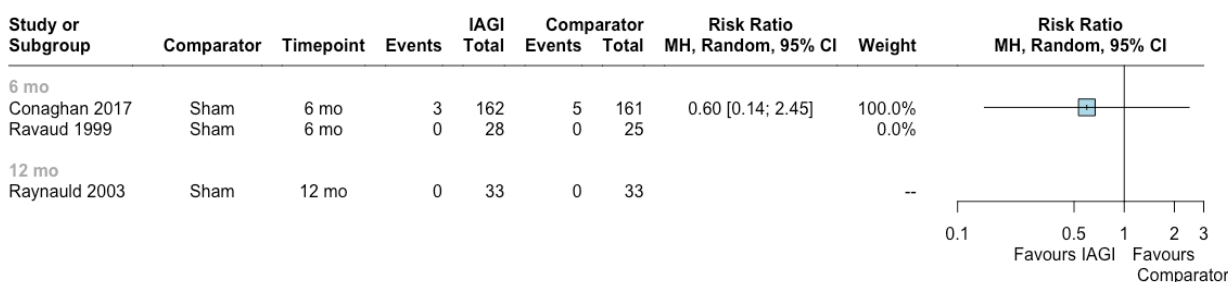 Study or IAGI Comparator Risk Ratio Risk Ratio
Subgroup Comparator Timepoint Events Total Events Total MH, Random, 95% CI Weight MH, Random, 95% CI
6 mo
Conaghan 2017 Sham 6 mo 3 162 5 161 0.60 [0.14; 2.45] 100.0%
Ravaud 1999 Sham 6 mo 0 28 0 25 0.0%
12 mo
Raynauld 2003 Sham 12 mo 0 33 0 33 --
0.1 0.5 1 2 3
Favours IAGI Favours
Comparator